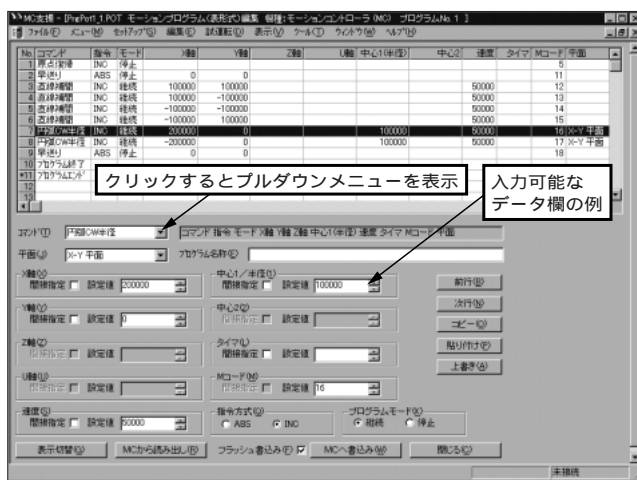 MC支援 - [PrePort1.POT モーションプログラム(表形式)編集 機種:モーションコントローラ(MC) プログラムNo. 1 ]
ファイル(F) メニュー(M) セットアップ(S) 編集(E) 試運転(D) 表示(V) ツール(T) ウィンドウ(W) ヘルプ(H)
No. コマンド 指令 モード X軸 Y軸 Z軸 U軸 中心1(半径) 中心2 速度 タイマ Mコード 平面
1 原点復帰 INC 停止 5
2 早送り ABS 停止 0 0 11
3 直線補間 INC 継続 100000 100000 50000 12
4 直線補間 INC 継続 100000 -100000 50000 13
5 直線補間 INC 継続 -100000 -100000 50000 14
6 直線補間 INC 継続 -100000 100000 50000 15
7 円弧CW半径 INC 継続 200000 0 100000 50000 16 X-Y 平面
8 円弧CW半径 INC 継続 -200000 0 100000 50000 17 X-Y 平面
9 早送り ABS 停止 0 0 18
10 プログラム終了
*11 プログラムエンド
12
13
クリックするとプルダウンメニューを表示
入力可能な
データ欄の例
コマンド(T) 円弧CW半径 コマンド 指令 モード X軸 Y軸 Z軸 中心1(半径) 速度 タイマ Mコード 平面
平面(J) X-Y 平面 プログラム名称(E)
X軸(X) 間接指定 設定値 200000
中心1/半径(1) 間接指定 設定値 100000
前行(B)
Y軸(Y) 間接指定 設定値 0
中心2(2) 間接指定 設定値
次行(N)
コピー(O)
Z軸(Z) 間接指定 設定値
タイマ(L) 間接指定 設定値
貼り付け(P)
上書き(A)
U軸(U) 間接指定 設定値
Mコード(M) 間接指定 設定値 16
速度(S) 間接指定 設定値 50000
指令方式(Q) ABS INC
プログラムモード(K) 継続 停止
表示切替(G) MCから読み出し(R) フラッシュ書込み(F) MCへ書込み(W) 閉じる(C)
未接続